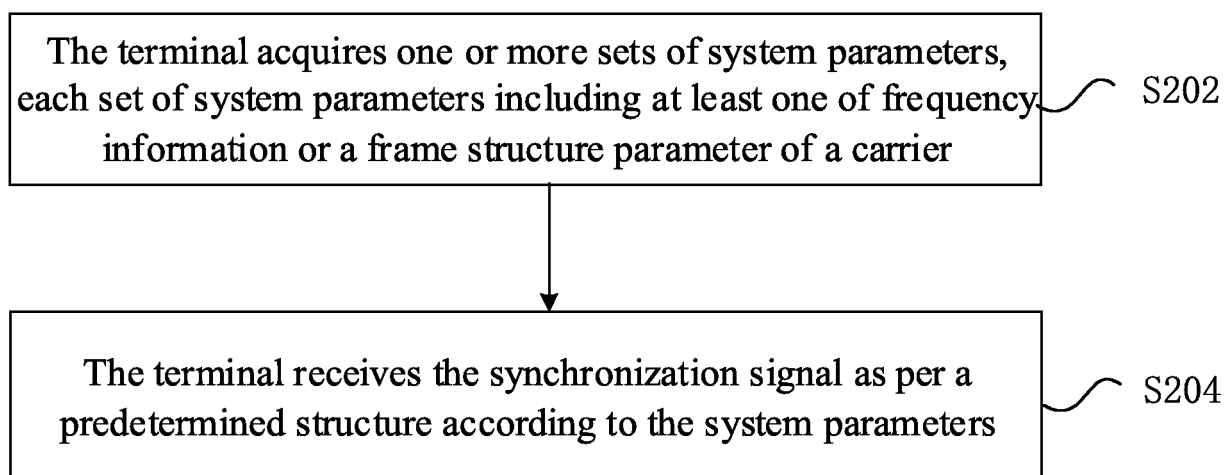 The terminal acquires one or more sets of system parameters,
each set of system parameters including at least one of frequency
information or a frame structure parameter of a carrier
S202
The terminal receives the synchronization signal as per a
predetermined structure according to the system parameters
S204